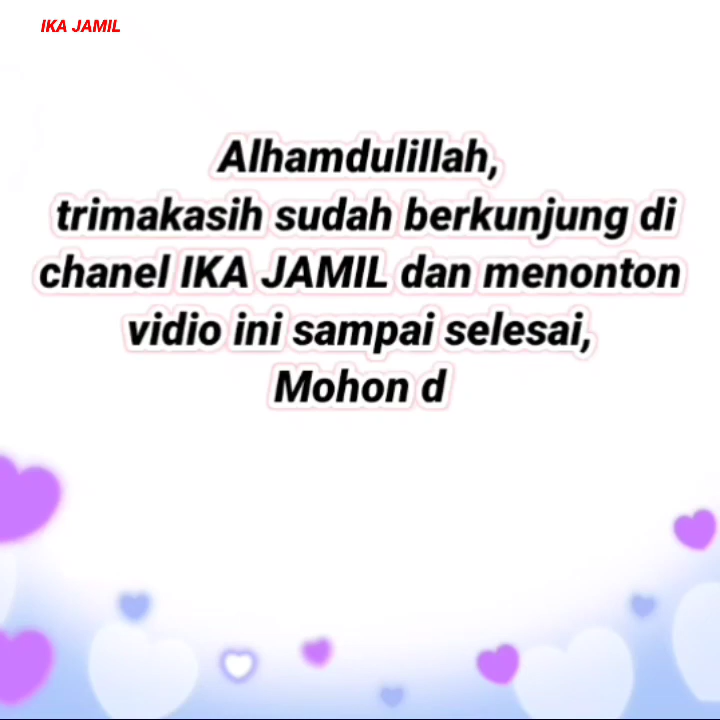 IKA JAMIL
Alhamdulillah,
trimakasih sudah berkunjung di
chanel IKA JAMIL dan menonton
vidio ini sampai selesai,
Mohon d